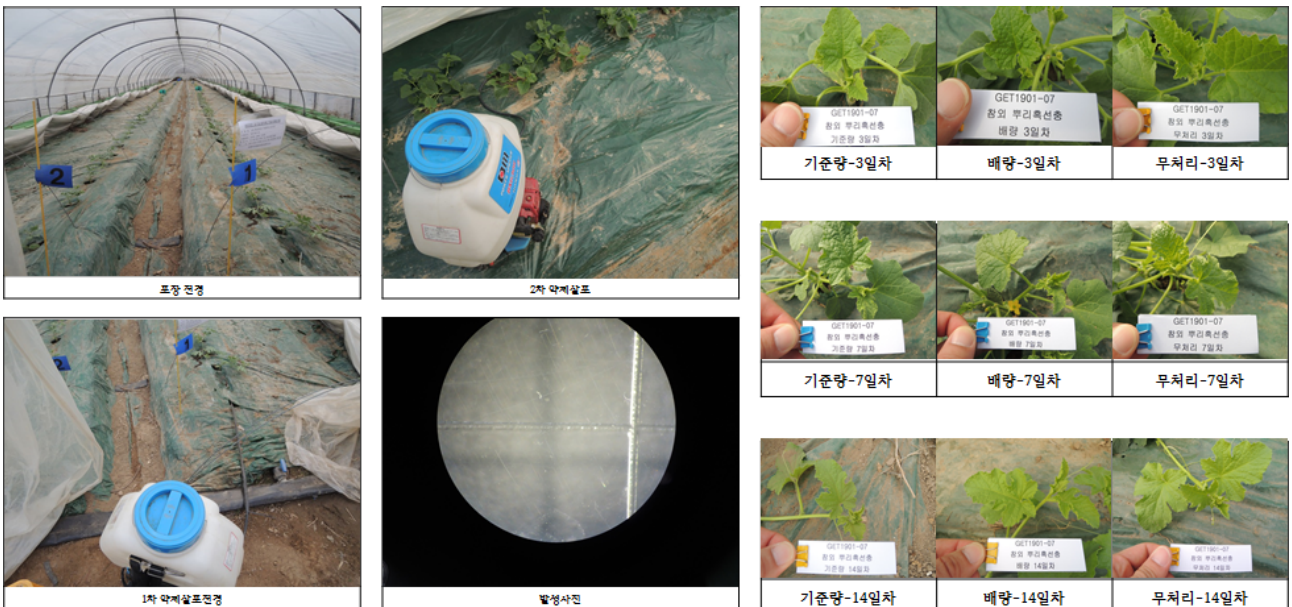 2
1
포장 전경
2차 약제살포
1
1차 약제살포전경
발생사진
GET1901-07
참외 뿌리혹선충
기준량 3일차
기준량-3일차
GET1901-07
참외 뿌리혹선충
배량 3일차
배량-3일차
GET1901-07
참외 뿌리혹선충
무처리 3일차
무처리-3일차
GET1901-07
참외 뿌리혹선충
기준량 7일차
기준량-7일차
GET1901-07
참외 뿌리혹선충
배량 7일차
배량-7일차
GET1901-07
참외 뿌리혹선충
무처리 7일차
무처리-7일차
GET1901-07
참외 뿌리혹선충
기준량 14일차
기준량-14일차
GET1901-07
참외 뿌리혹선충
배량 14일차
배량-14일차
GET1901-07
참외 뿌리혹선충
무처리 14일차
무처리-14일차